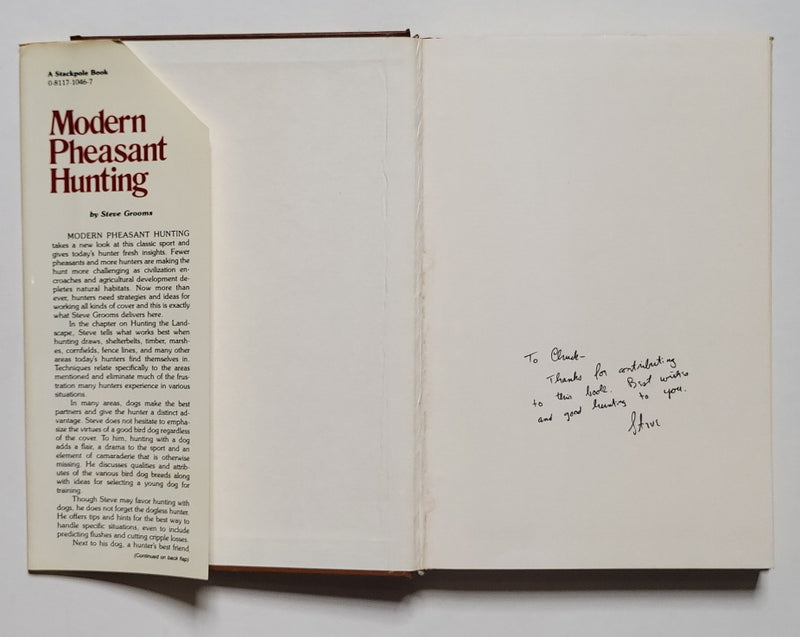 A Stackpole Book
0-8117-1046-7
Modern
Pheasant
Hunting
by Steve Grooms
MODERN PHEASANT HUNTING
takes a new look at this classic sport and
gives today's hunter fresh insights. Fewer
pheasants and more hunters are making the
hunt more challenging as civilization en-
croaches and agricultural development de-
pletes natural habitats. Now more than
ever, hunters need strategies and ideas for
working all kinds of cover and this is exactly
what Steve Grooms delivers here.
In the chapter on Hunting the Land-
scape, Steve tells what works best when
hunting draws, shelterbelts, timber, marsh-
es, cornfields, fence lines, and many other
areas today's hunters find themselves in.
Techniques relate specifically to the areas
mentioned and eliminate much of the frus-
tration many hunters experience in various
situations.
In many areas, dogs make the best
partners and give the hunter a distinct ad-
vantage. Steve does not hesitate to empha-
size the virtues of a good bird dog regardless
of the cover. To him, hunting with a dog
adds a flair, a drama to the sport and an
element of camaraderie that is otherwise
missing. He discusses qualities and attrib-
utes of the various bird dog breeds along
with ideas for selecting a young dog for
training.
Though Steve may favor hunting with
dogs, he does not forget the dogless hunter.
He offers tips and hints for the best way to
handle specific situations, even to include
predicting flushes and cutting cripple losses.
Next to his dog, a hunter's best friend
(Continued on back flap)
To Chuck-
Thanks for contributing
to this book. Best wishes
and good hunting to you.
Steve